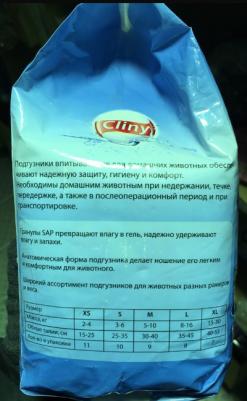 Cliny
Подгузники впитывающие для домашних животных обеспе-
чивают надежную защиту, гигиену и комфорт.
Необходимы домашним животным при недержании, течке,
передержке, а также в послеоперационный период и при
транспортировке.
Гранулы SAP превращают влагу в гель, надежно удерживают
влагу и запахи.
Анатомическая форма подгузника делает ношение его легким
и комфортным для животного.
Широкий ассортимент подгузников для животных разных размеров
и веса.
Размер XS S M L XL
Масса, кг 2-4 3-6 5-10 8-16 15-30
Обхват талии, см 15-25 25-35 30-40 35-45 40-55
Кол-во в упаковке 11 10 9 8